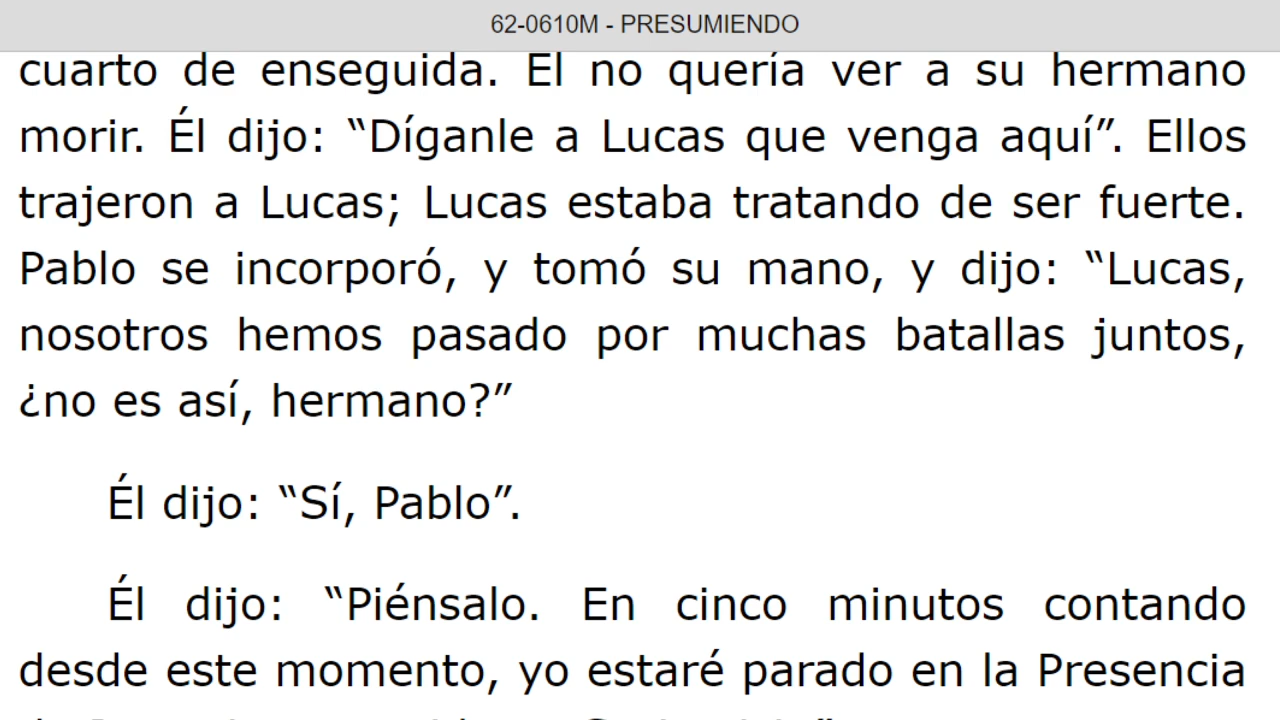 62-0610M - PRESUMIENDO
cuarto de enseguida. Él no quería ver a su hermano
morir. Él dijo: “Díganle a Lucas que venga aquí”. Ellos
trajeron a Lucas; Lucas estaba tratando de ser fuerte.
Pablo se incorporó, y tomó su mano, y dijo: “Lucas,
nosotros hemos pasado por muchas batallas juntos,
¿no es así, hermano?”
Él dijo: “Sí, Pablo”.
Él dijo: “Piénsalo. En cinco minutos contando
desde este momento, yo estaré parado en la Presencia